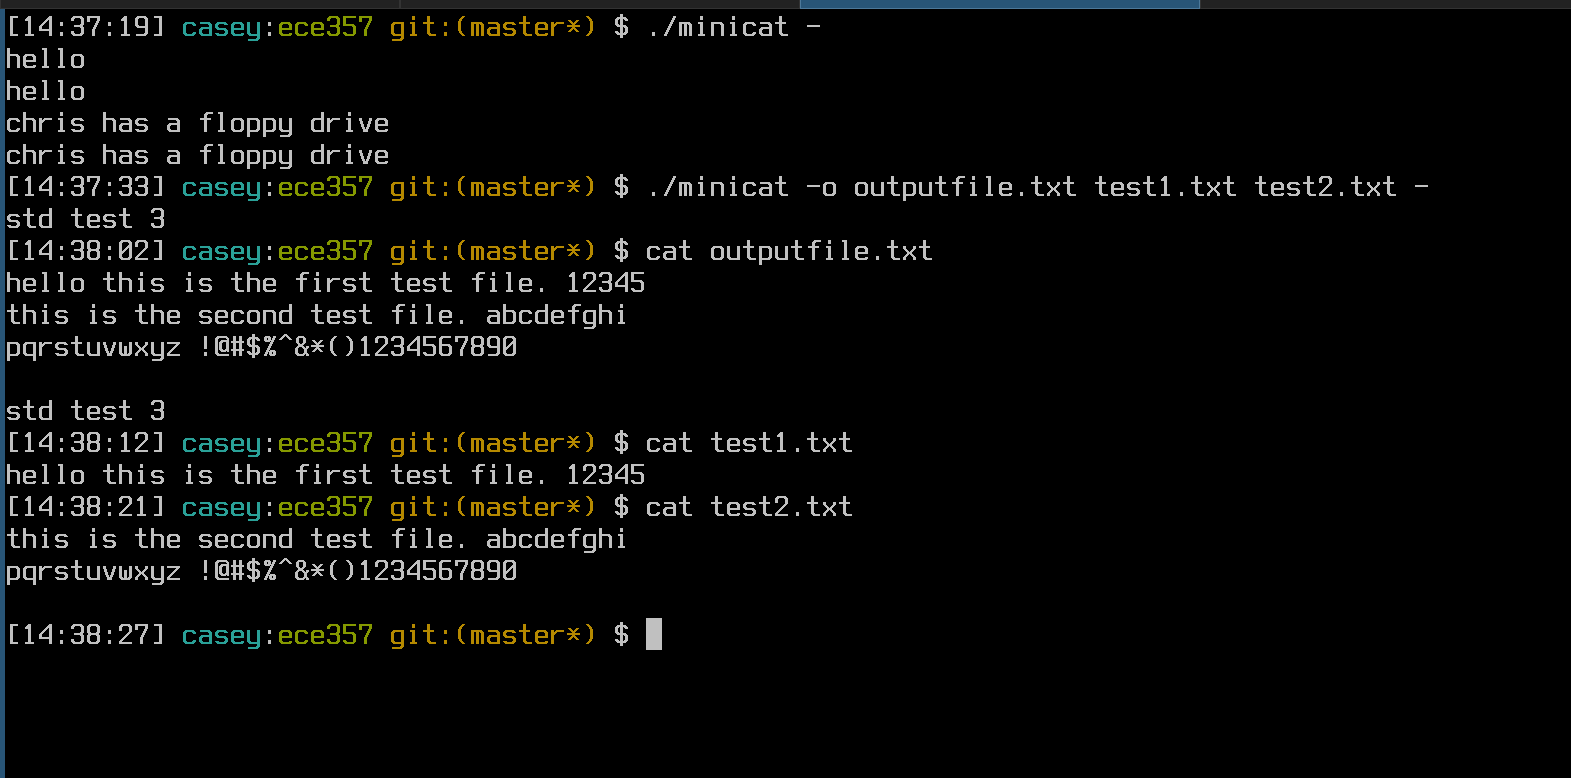 [14:37:19] casey:ece357 git:(master*) $ ./minicat -
hello
hello
chris has a floppy drive
chris has a floppy drive
[14:37:33] casey:ece357 git:(master*) $ ./minicat -o outputfile.txt test1.txt test2.txt -
std test 3
[14:38:02] casey:ece357 git:(master*) $ cat outputfile.txt
hello this is the first test file. 12345
this is the second test file. abcdefghi
pqrstuvwxyz !@#$%^&*()1234567890

std test 3
[14:38:12] casey:ece357 git:(master*) $ cat test1.txt
hello this is the first test file. 12345
[14:38:21] casey:ece357 git:(master*) $ cat test2.txt
this is the second test file. abcdefghi
pqrstuvwxyz !@#$%^&*()1234567890

[14:38:27] casey:ece357 git:(master*) $